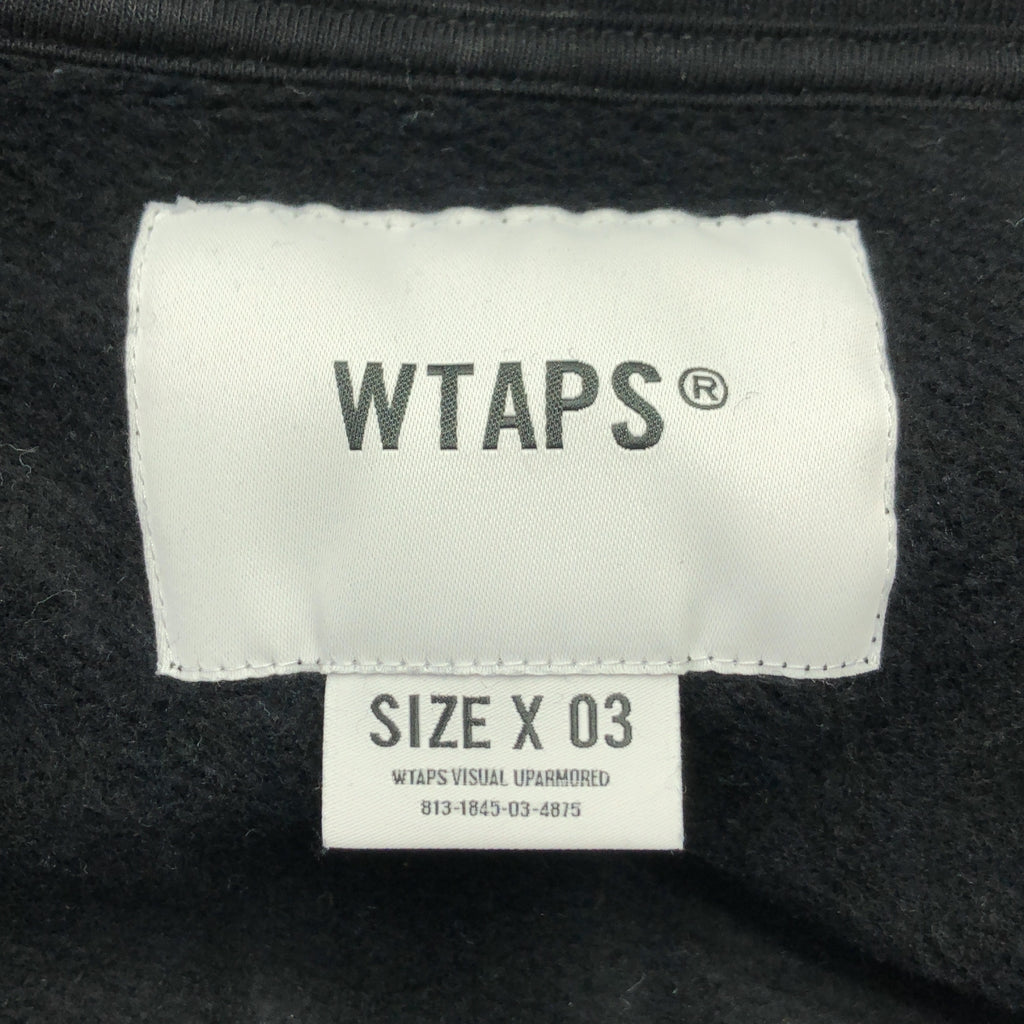 WTAPS®
SIZE X 03
WTAPS VISUAL UPARMORED
813-1845-03-4875